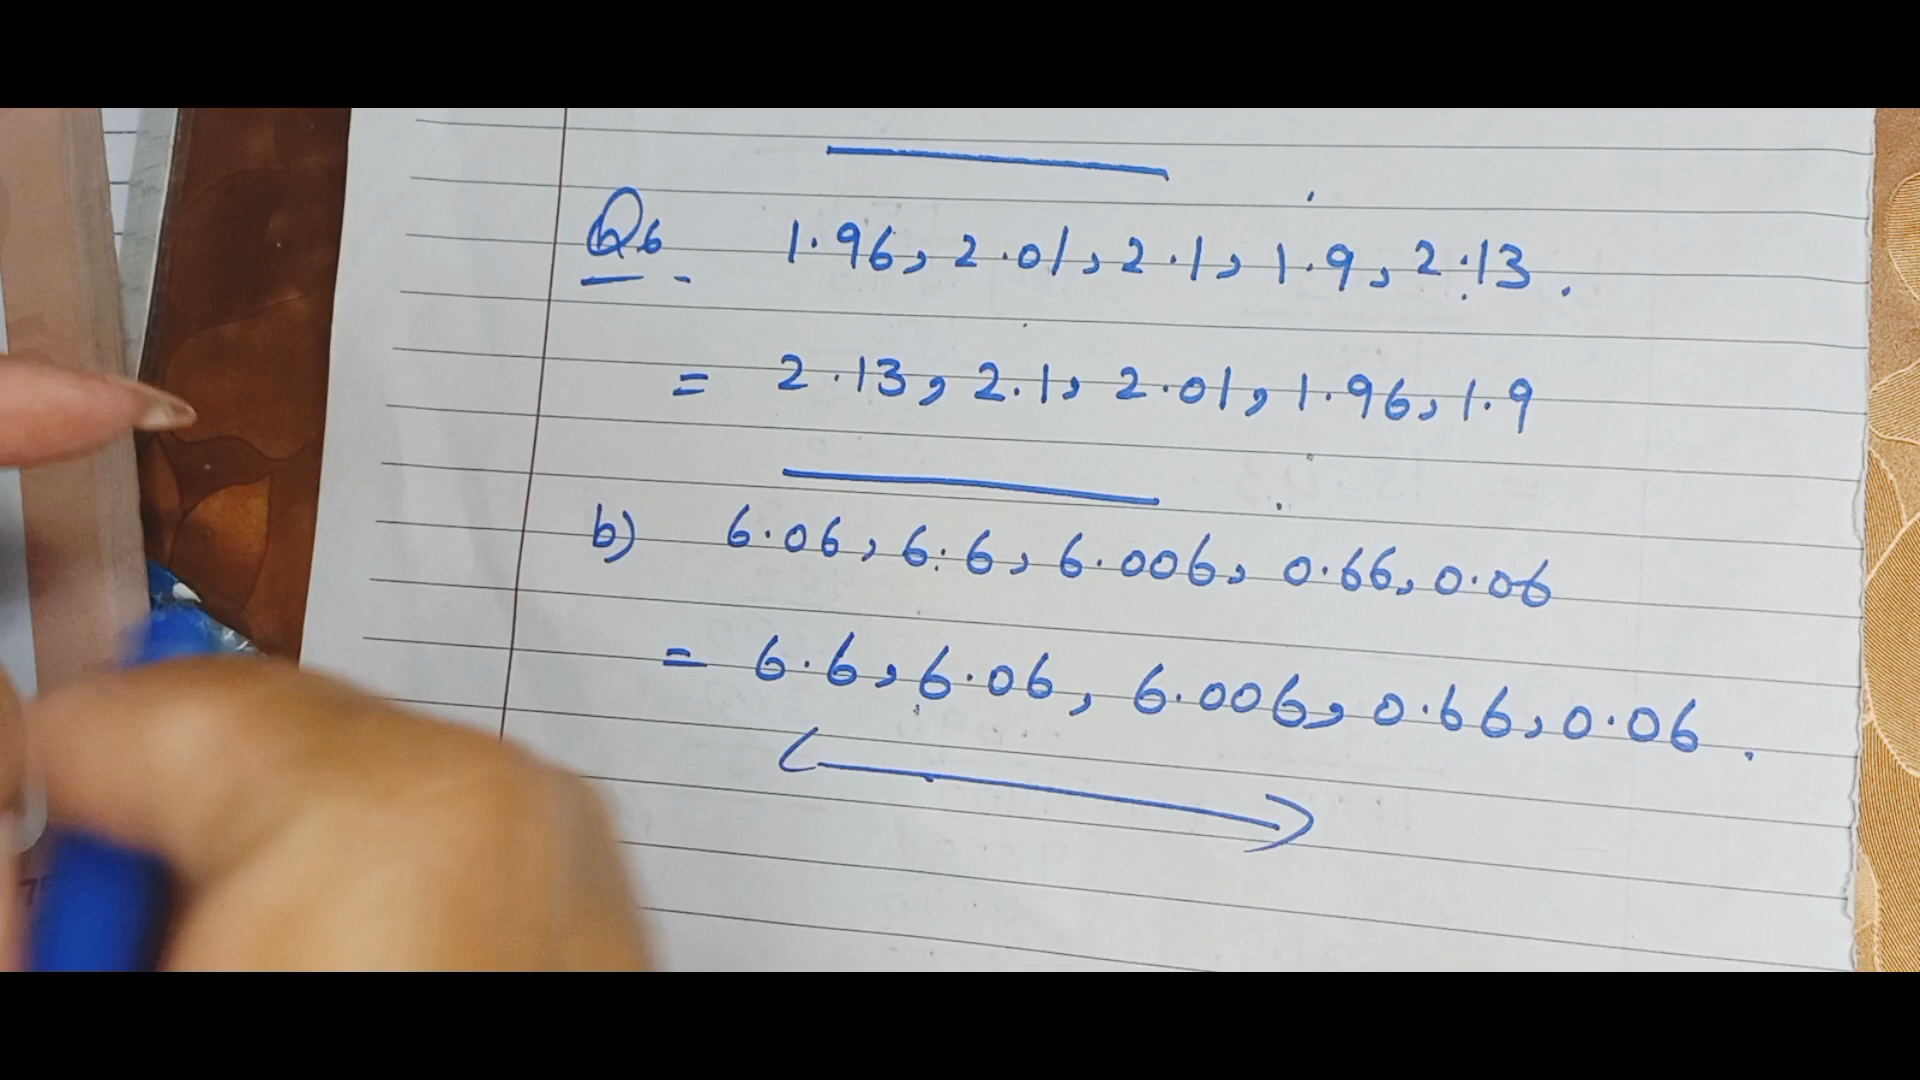 Q6. 1.96, 2.01, 2.1, 1.9, 2.13.
= 2.13, 2.1, 2.01, 1.96, 1.9
b) 6.06, 6.6, 6.006, 0.66, 0.06
= 6.6, 6.06, 6.006, 0.66, 0.06.